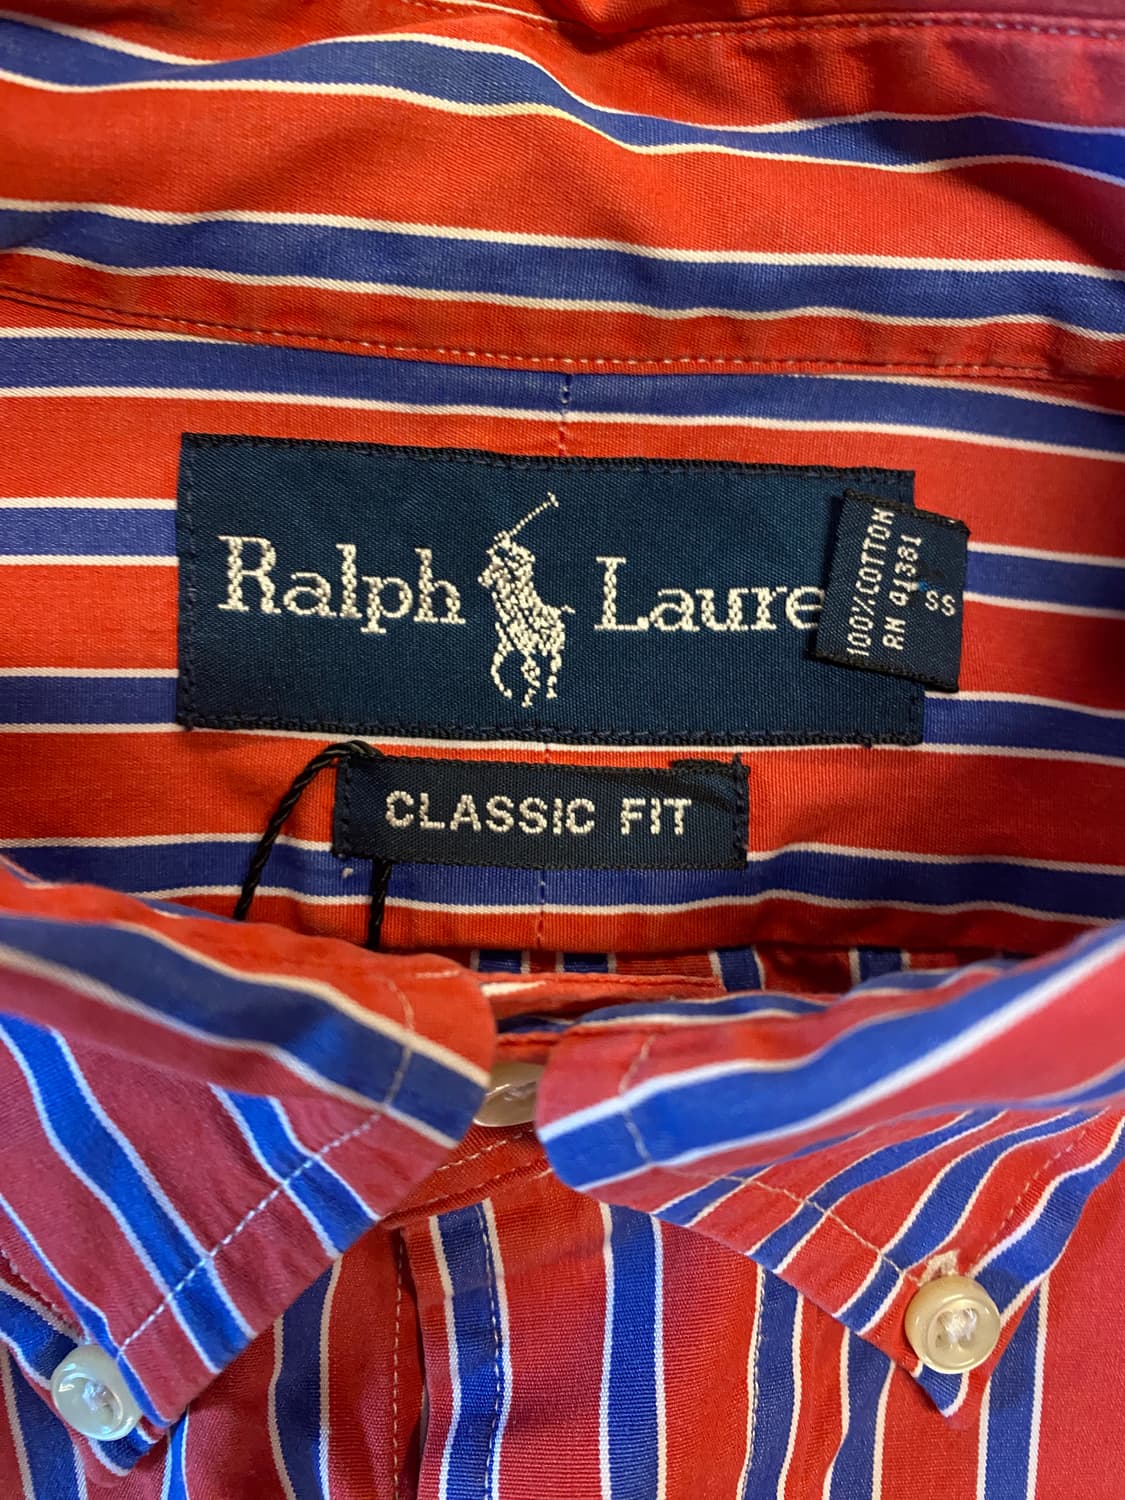 Ralph Laure
100% COTTON
RN 41381
SS
CLASSIC FIT